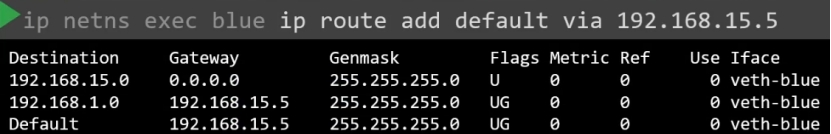 ip netns exec blue ip route add default via 192.168.15.5
Destination Gateway Genmask Flags Metric Ref Use Iface
192.168.15.0 0.0.0.0 255.255.255.0 U 0 0 0 veth-blue
192.168.1.0 192.168.15.5 255.255.255.0 UG 0 0 0 veth-blue
Default 192.168.15.5 255.255.255.0 UG 0 0 0 veth-blue